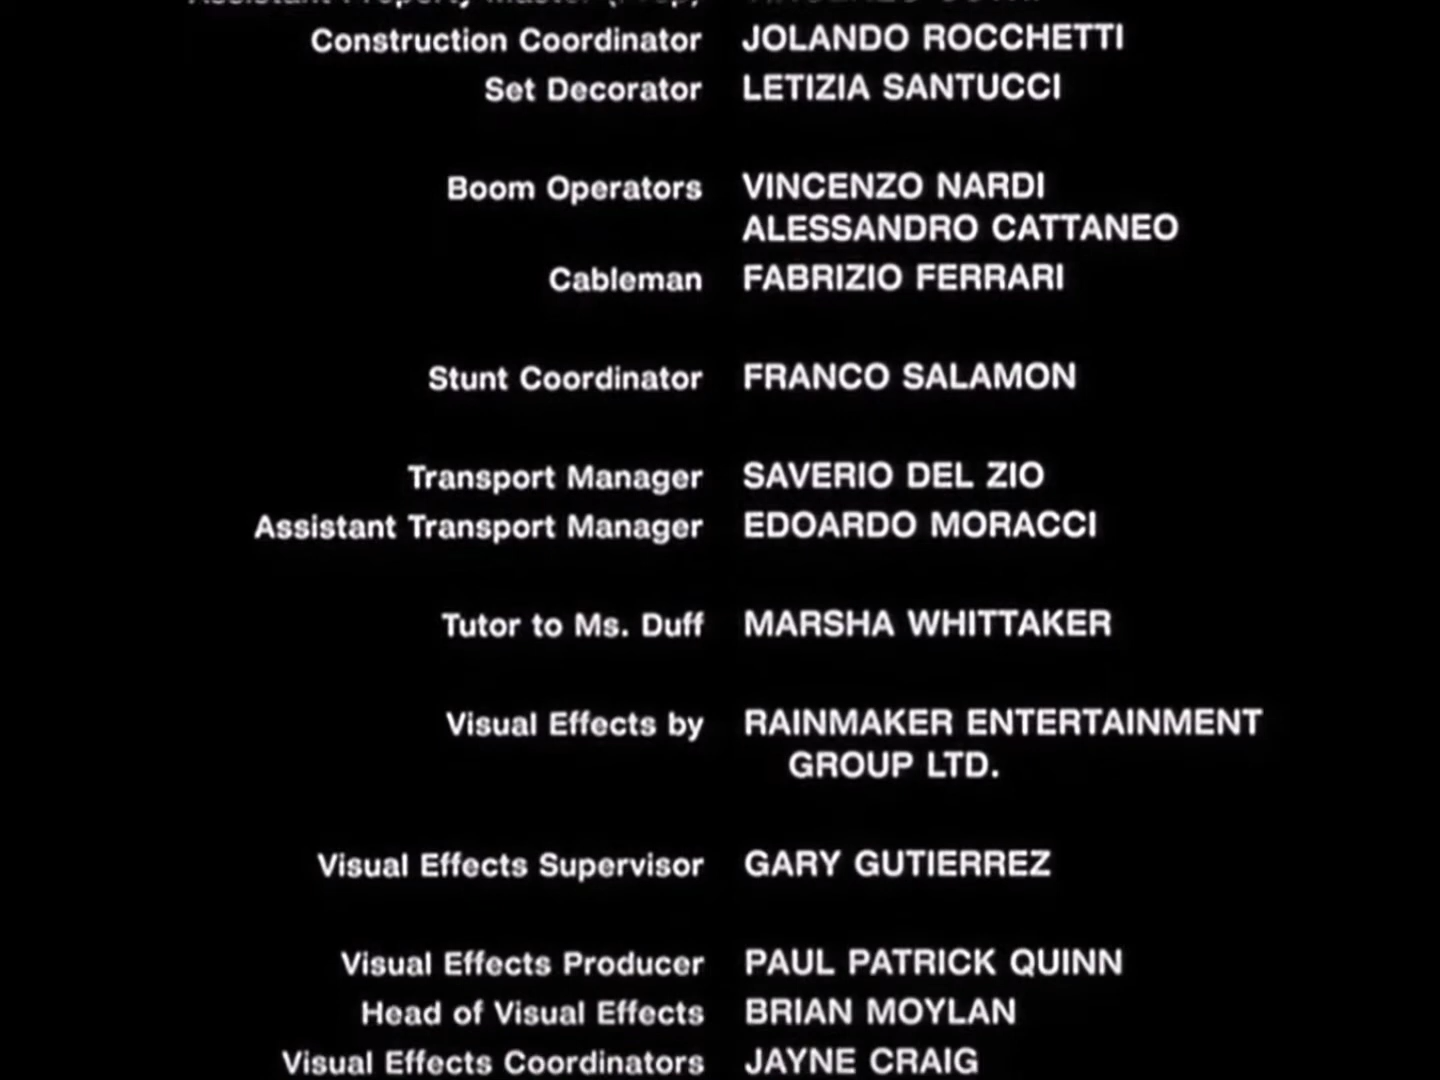 Construction Coordinator JOLANDO ROCCHETTI
Set Decorator LETIZIA SANTUCCI
Boom Operators VINCENZO NARDI
ALESSANDRO CATTANEO
Cableman FABRIZIO FERRARI
Stunt Coordinator FRANCO SALAMON
Transport Manager SAVERIO DEL ZIO
Assistant Transport Manager EDOARDO MORACCI
Tutor to Ms. Duff MARSHA WHITTAKER
Visual Effects by RAINMAKER ENTERTAINMENT
GROUP LTD.
Visual Effects Supervisor GARY GUTIERREZ
Visual Effects Producer PAUL PATRICK QUINN
Head of Visual Effects BRIAN MOYLAN
Visual Effects Coordinators JAYNE CRAIG